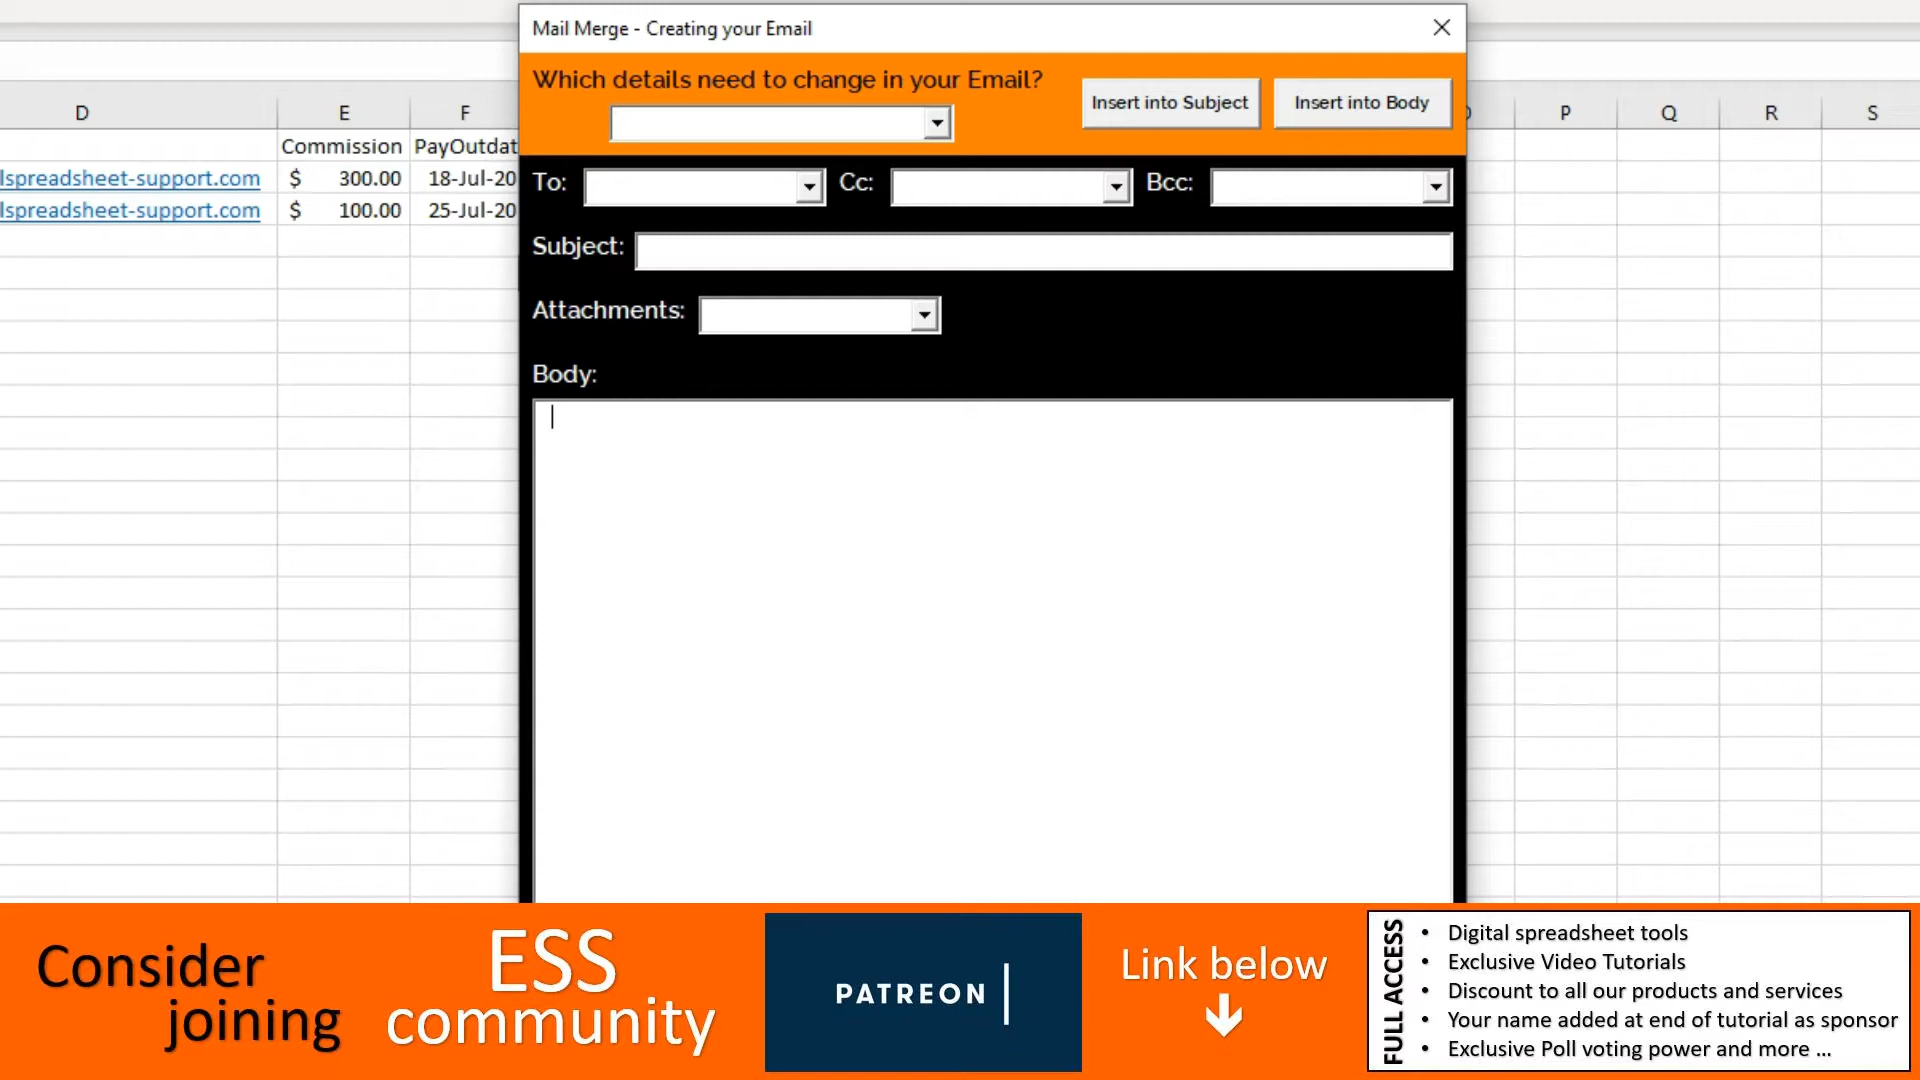 Mail Merge - Creating your Email
Which details need to change in your Email?
Insert into Subject
Insert into Body
D E F P Q R S
Commission PayOutdat
lspreadsheet-support.com $ 300.00 18-Jul-20
lspreadsheet-support.com $ 100.00 25-Jul-20
To: Cc: Bcc:
Subject:
Attachments:
Body:
Consider
joining
ESS
community
PATREON
Link below
FULL ACCESS
• Digital spreadsheet tools
• Exclusive Video Tutorials
• Discount to all our products and services
• Your name added at end of tutorial as sponsor
• Exclusive Poll voting power and more ...